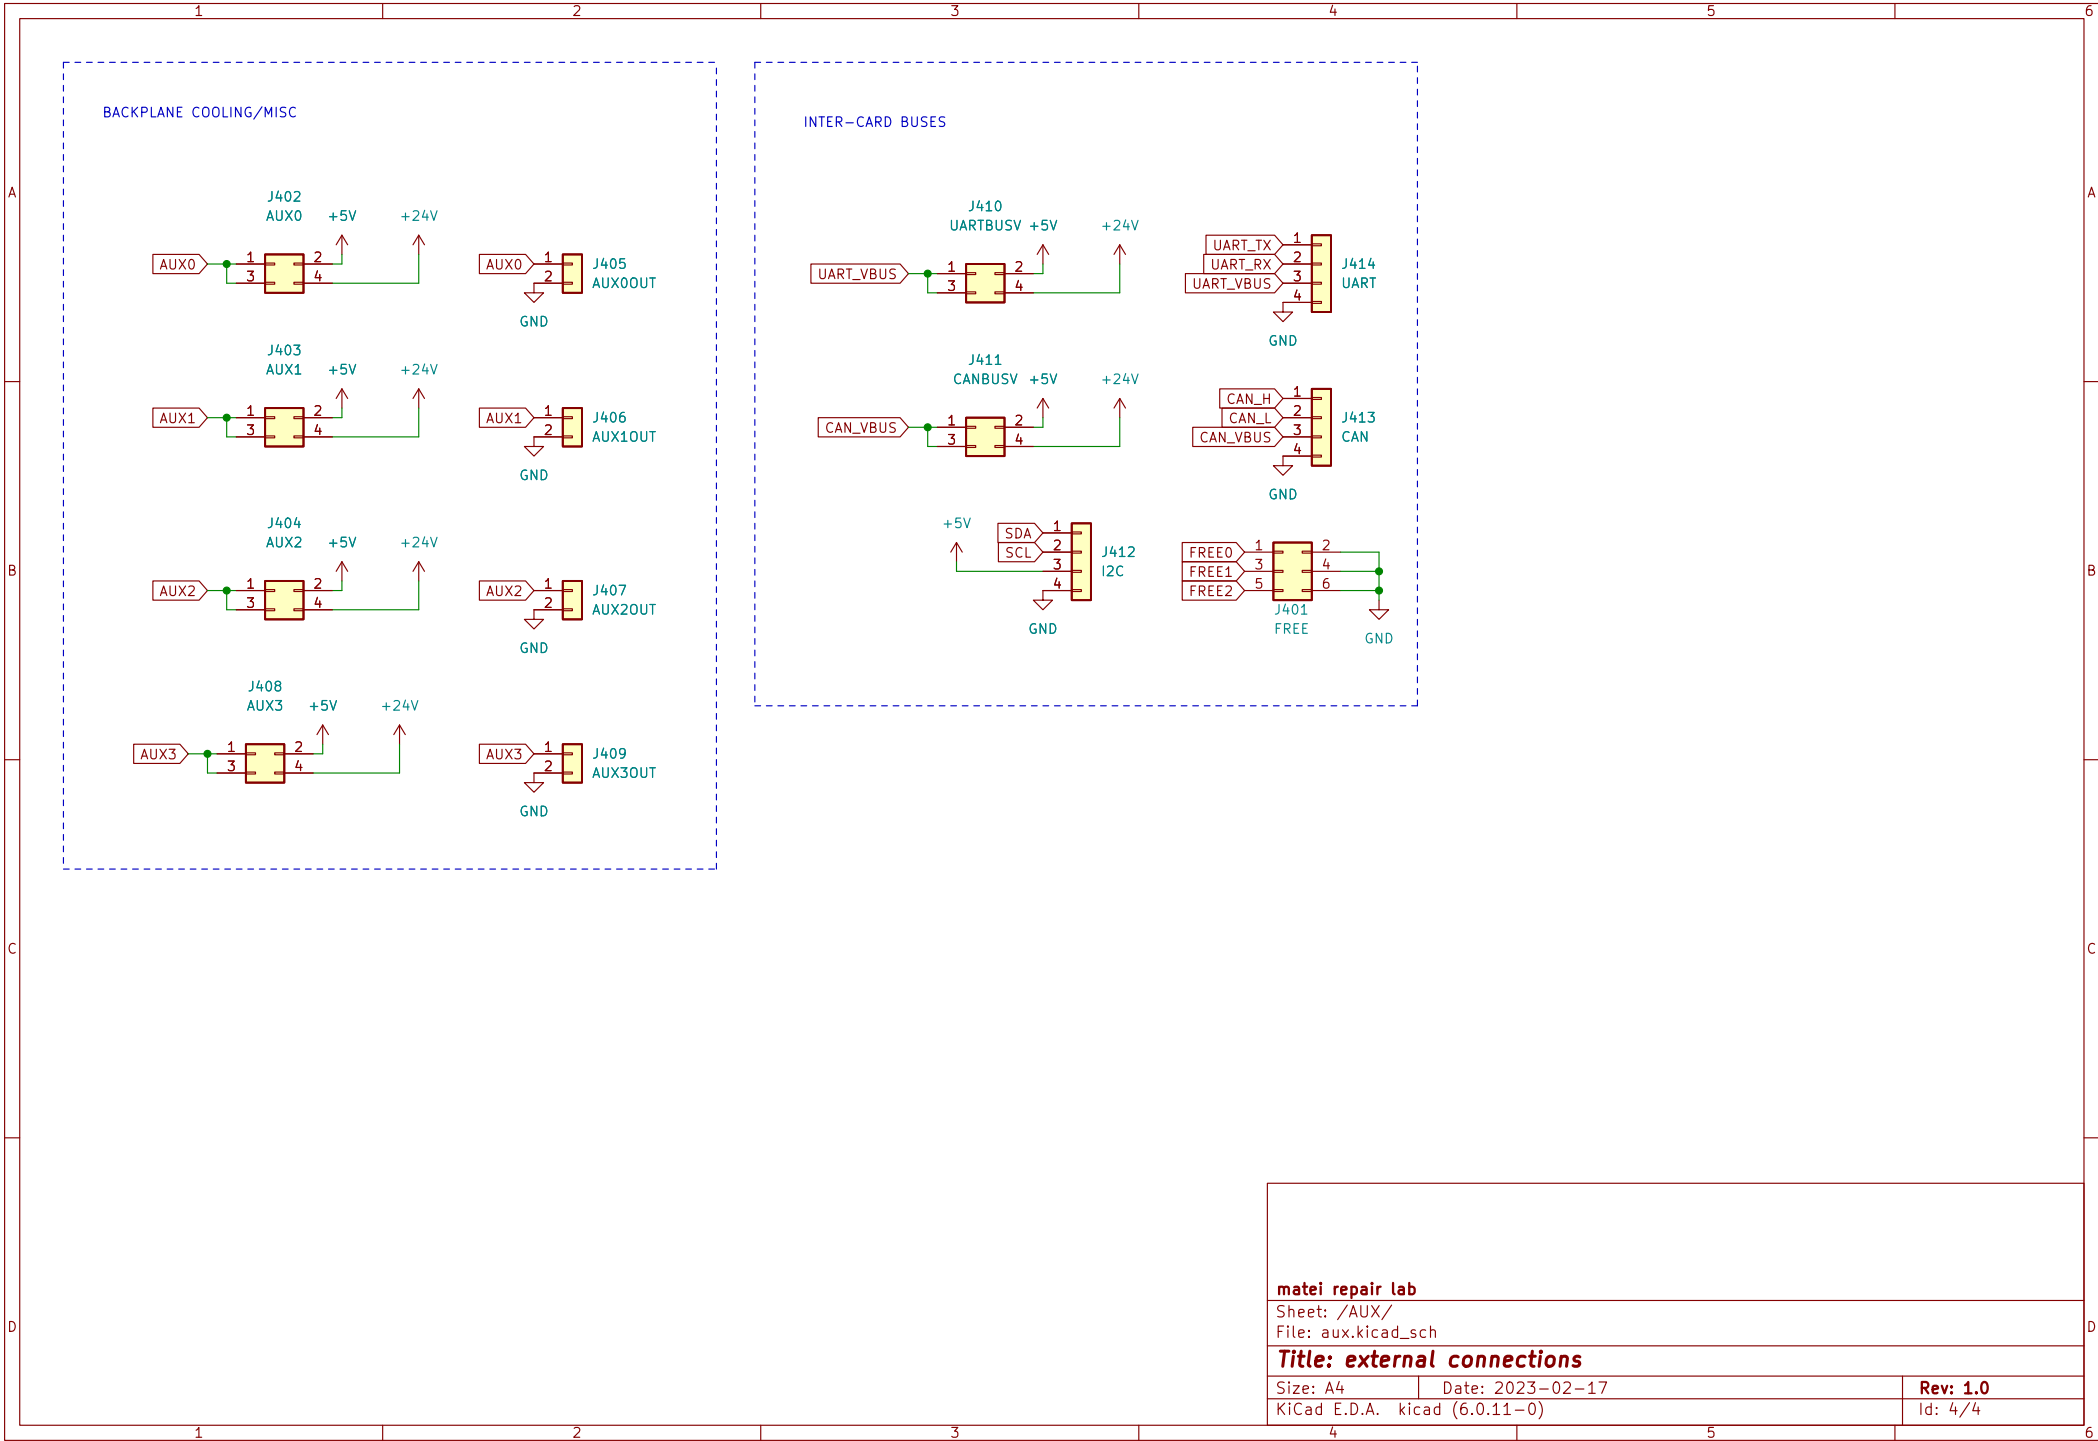 1 2 3 4 5 6
BACKPLANE COOLING/MISC
A
J402
AUX0 +5V +24V
AUX0 1 2
3 4
AUX0 1
2
J405
AUX0OUT
GND
J403
AUX1 +5V +24V
AUX1 1 2
3 4
AUX1 1
2
J406
AUX1OUT
GND
B
J404
AUX2 +5V +24V
AUX2 1 2
3 4
AUX2 1
2
J407
AUX2OUT
GND
J408
AUX3 +5V +24V
AUX3 1 2
3 4
AUX3 1
2
J409
AUX3OUT
GND
INTER-CARD BUSES
J410
UARTBUSV +5V +24V
UART_VBUS 1 2
3 4
UART_TX 1
UART_RX 2
UART_VBUS 3
4
J414
UART
GND
A
J411
CANBUSV +5V +24V
CAN_VBUS 1 2
3 4
CAN_H 1
CAN_L 2
CAN_VBUS 3
4
J413
CAN
GND
+5V
SDA 1
SCL 2
3
4
J412
I2C
GND
FREE0 1 2
FREE1 3 4
FREE2 5 6
J401
FREE
GND
B
C C
D D
matei repair lab
Sheet: /AUX/
File: aux.kicad_sch
Title: external connections
Size: A4 Date: 2023-02-17 Rev: 1.0
KiCad E.D.A. kicad (6.0.11-0) Id: 4/4
1 2 3 4 5 6